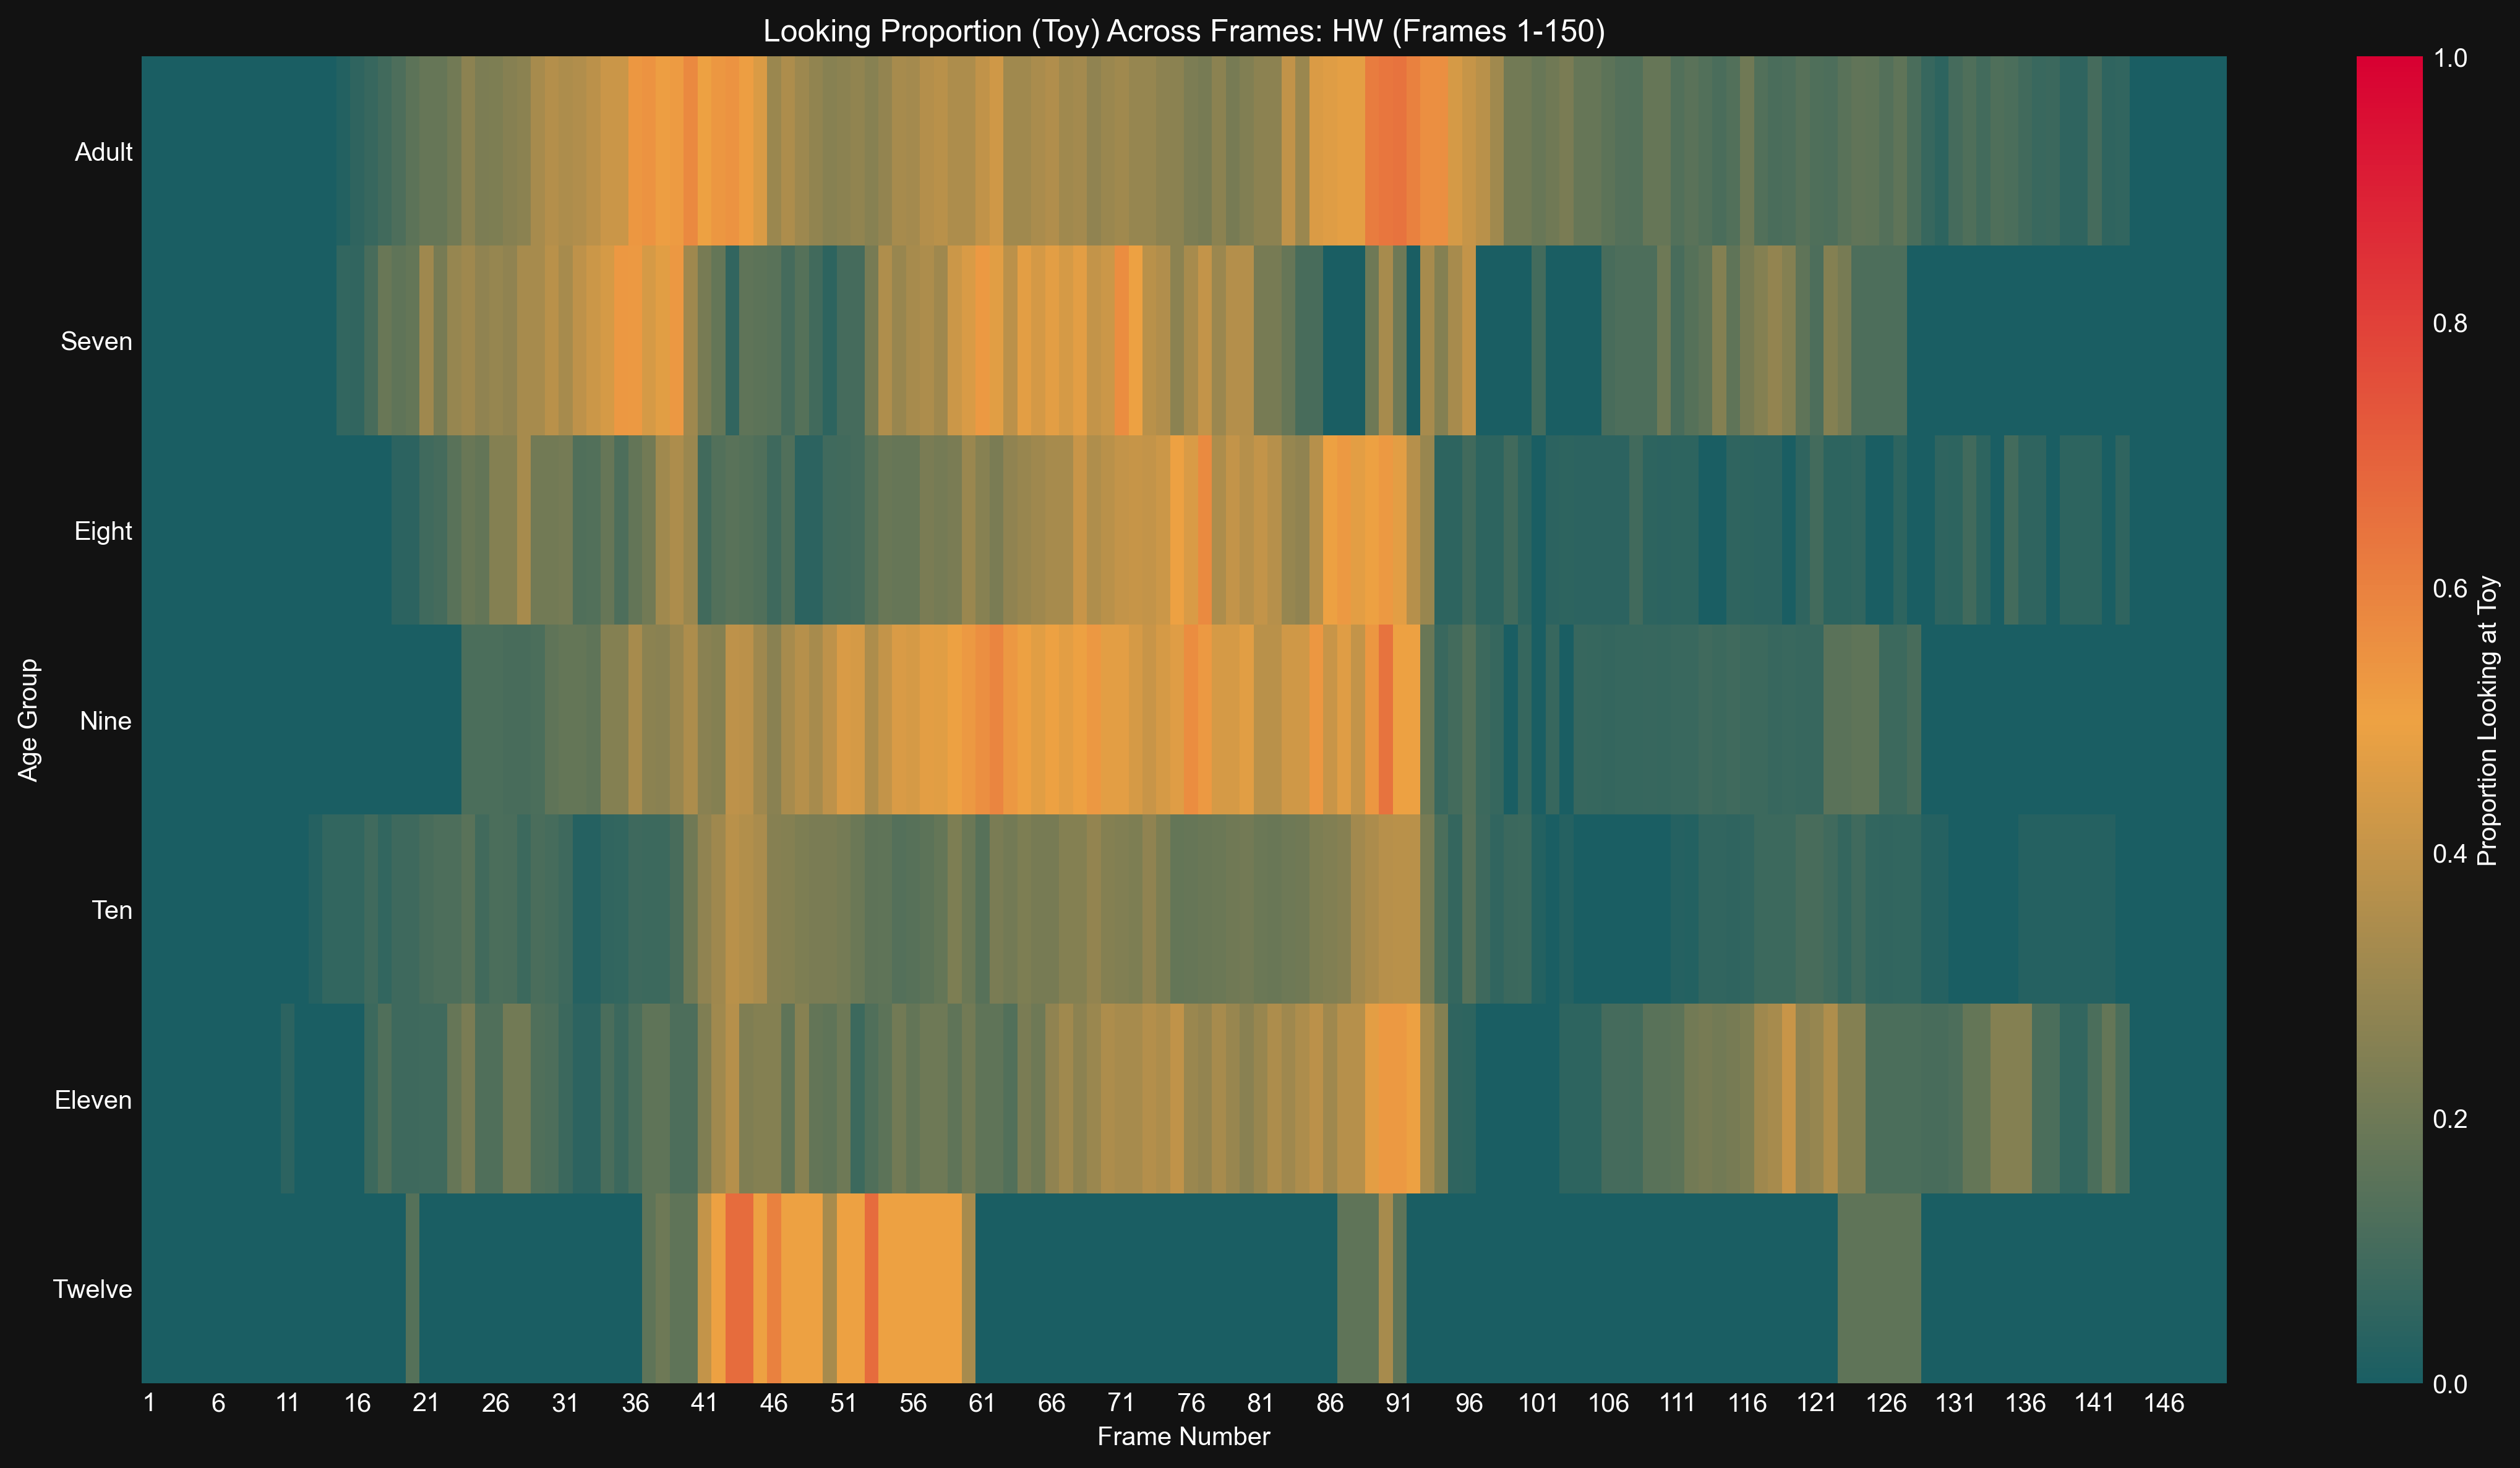 Looking Proportion (Toy) Across Frames: HW (Frames 1-150)
Age Group
Adult
Seven
Eight
Nine
Ten
Eleven
Twelve
1 6 11 16 21 26 31 36 41 46 51 56 61 66 71 76 81 86 91 96 101 106 111 116 121 126 131 136 141 146
Frame Number
1.0
0.8
0.6
0.4
0.2
0.0
Proportion Looking at Toy